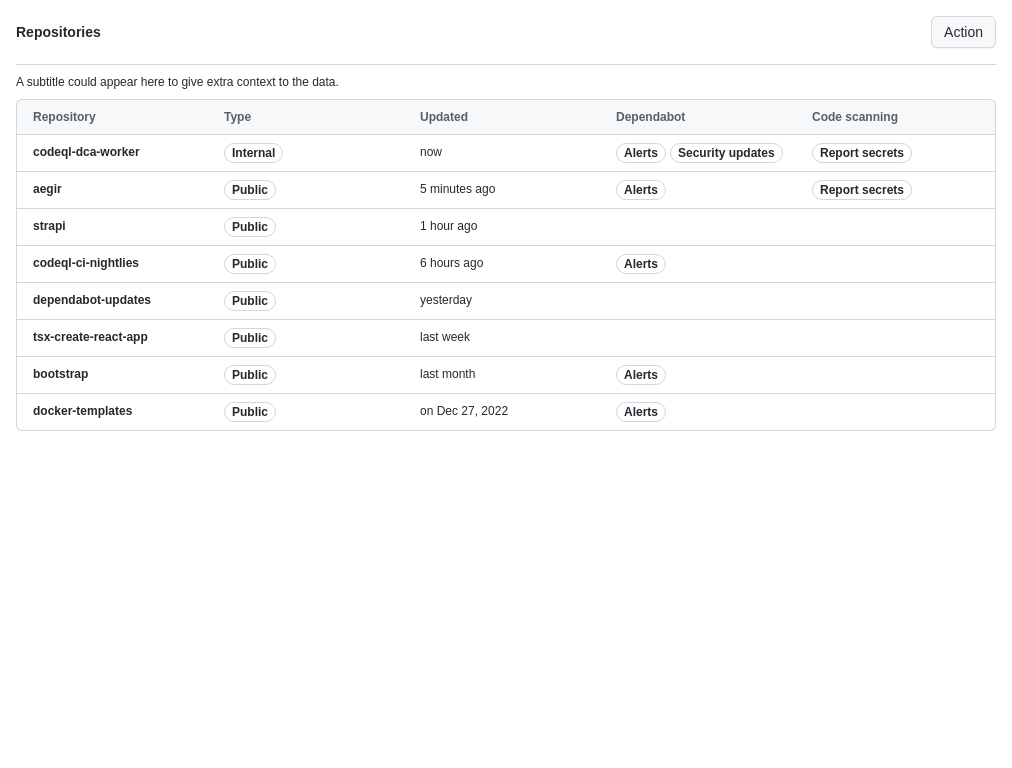 Repositories
Action
A subtitle could appear here to give extra context to the data.
Repository Type Updated Dependabot Code scanning
codeql-dca-worker Internal now Alerts Security updates Report secrets
aegir Public 5 minutes ago Alerts Report secrets
strapi Public 1 hour ago
codeql-ci-nightlies Public 6 hours ago Alerts
dependabot-updates Public yesterday
tsx-create-react-app Public last week
bootstrap Public last month Alerts
docker-templates Public on Dec 27, 2022 Alerts